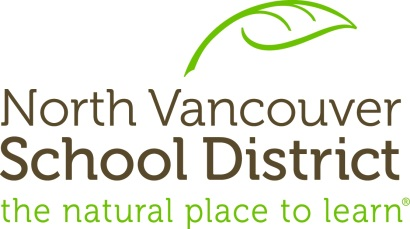 North Vancouver
School District
the natural place to learn®